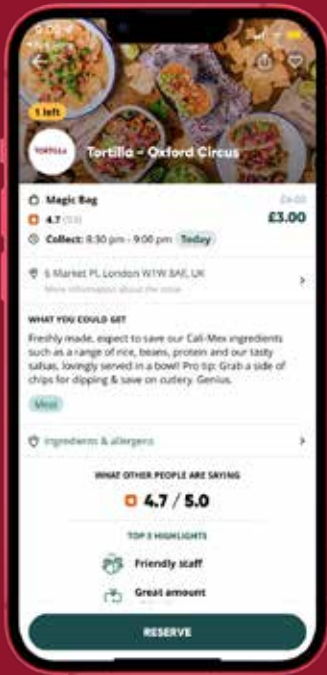 1 left
TORTILLA
Tortilla – Oxford Circus
Magic Bag
£3.00
4.7
Collect: 8:30 pm - 9:00 pm Today
6 Market Pl, London W1W 8AF, UK
More information about the store
WHAT YOU COULD GET
Freshly made, expect to save our Cali-Mex ingredients
such as a range of rice, beans, protein and our tasty
salsas, lovingly served in a bowl! Pro tip: Grab a side of
chips for dipping & save on cutlery. Genius.
Meal
Ingredients & allergens
WHAT OTHER PEOPLE ARE SAYING
4.7 / 5.0
TOP 3 HIGHLIGHTS
Friendly staff
Great amount
RESERVE